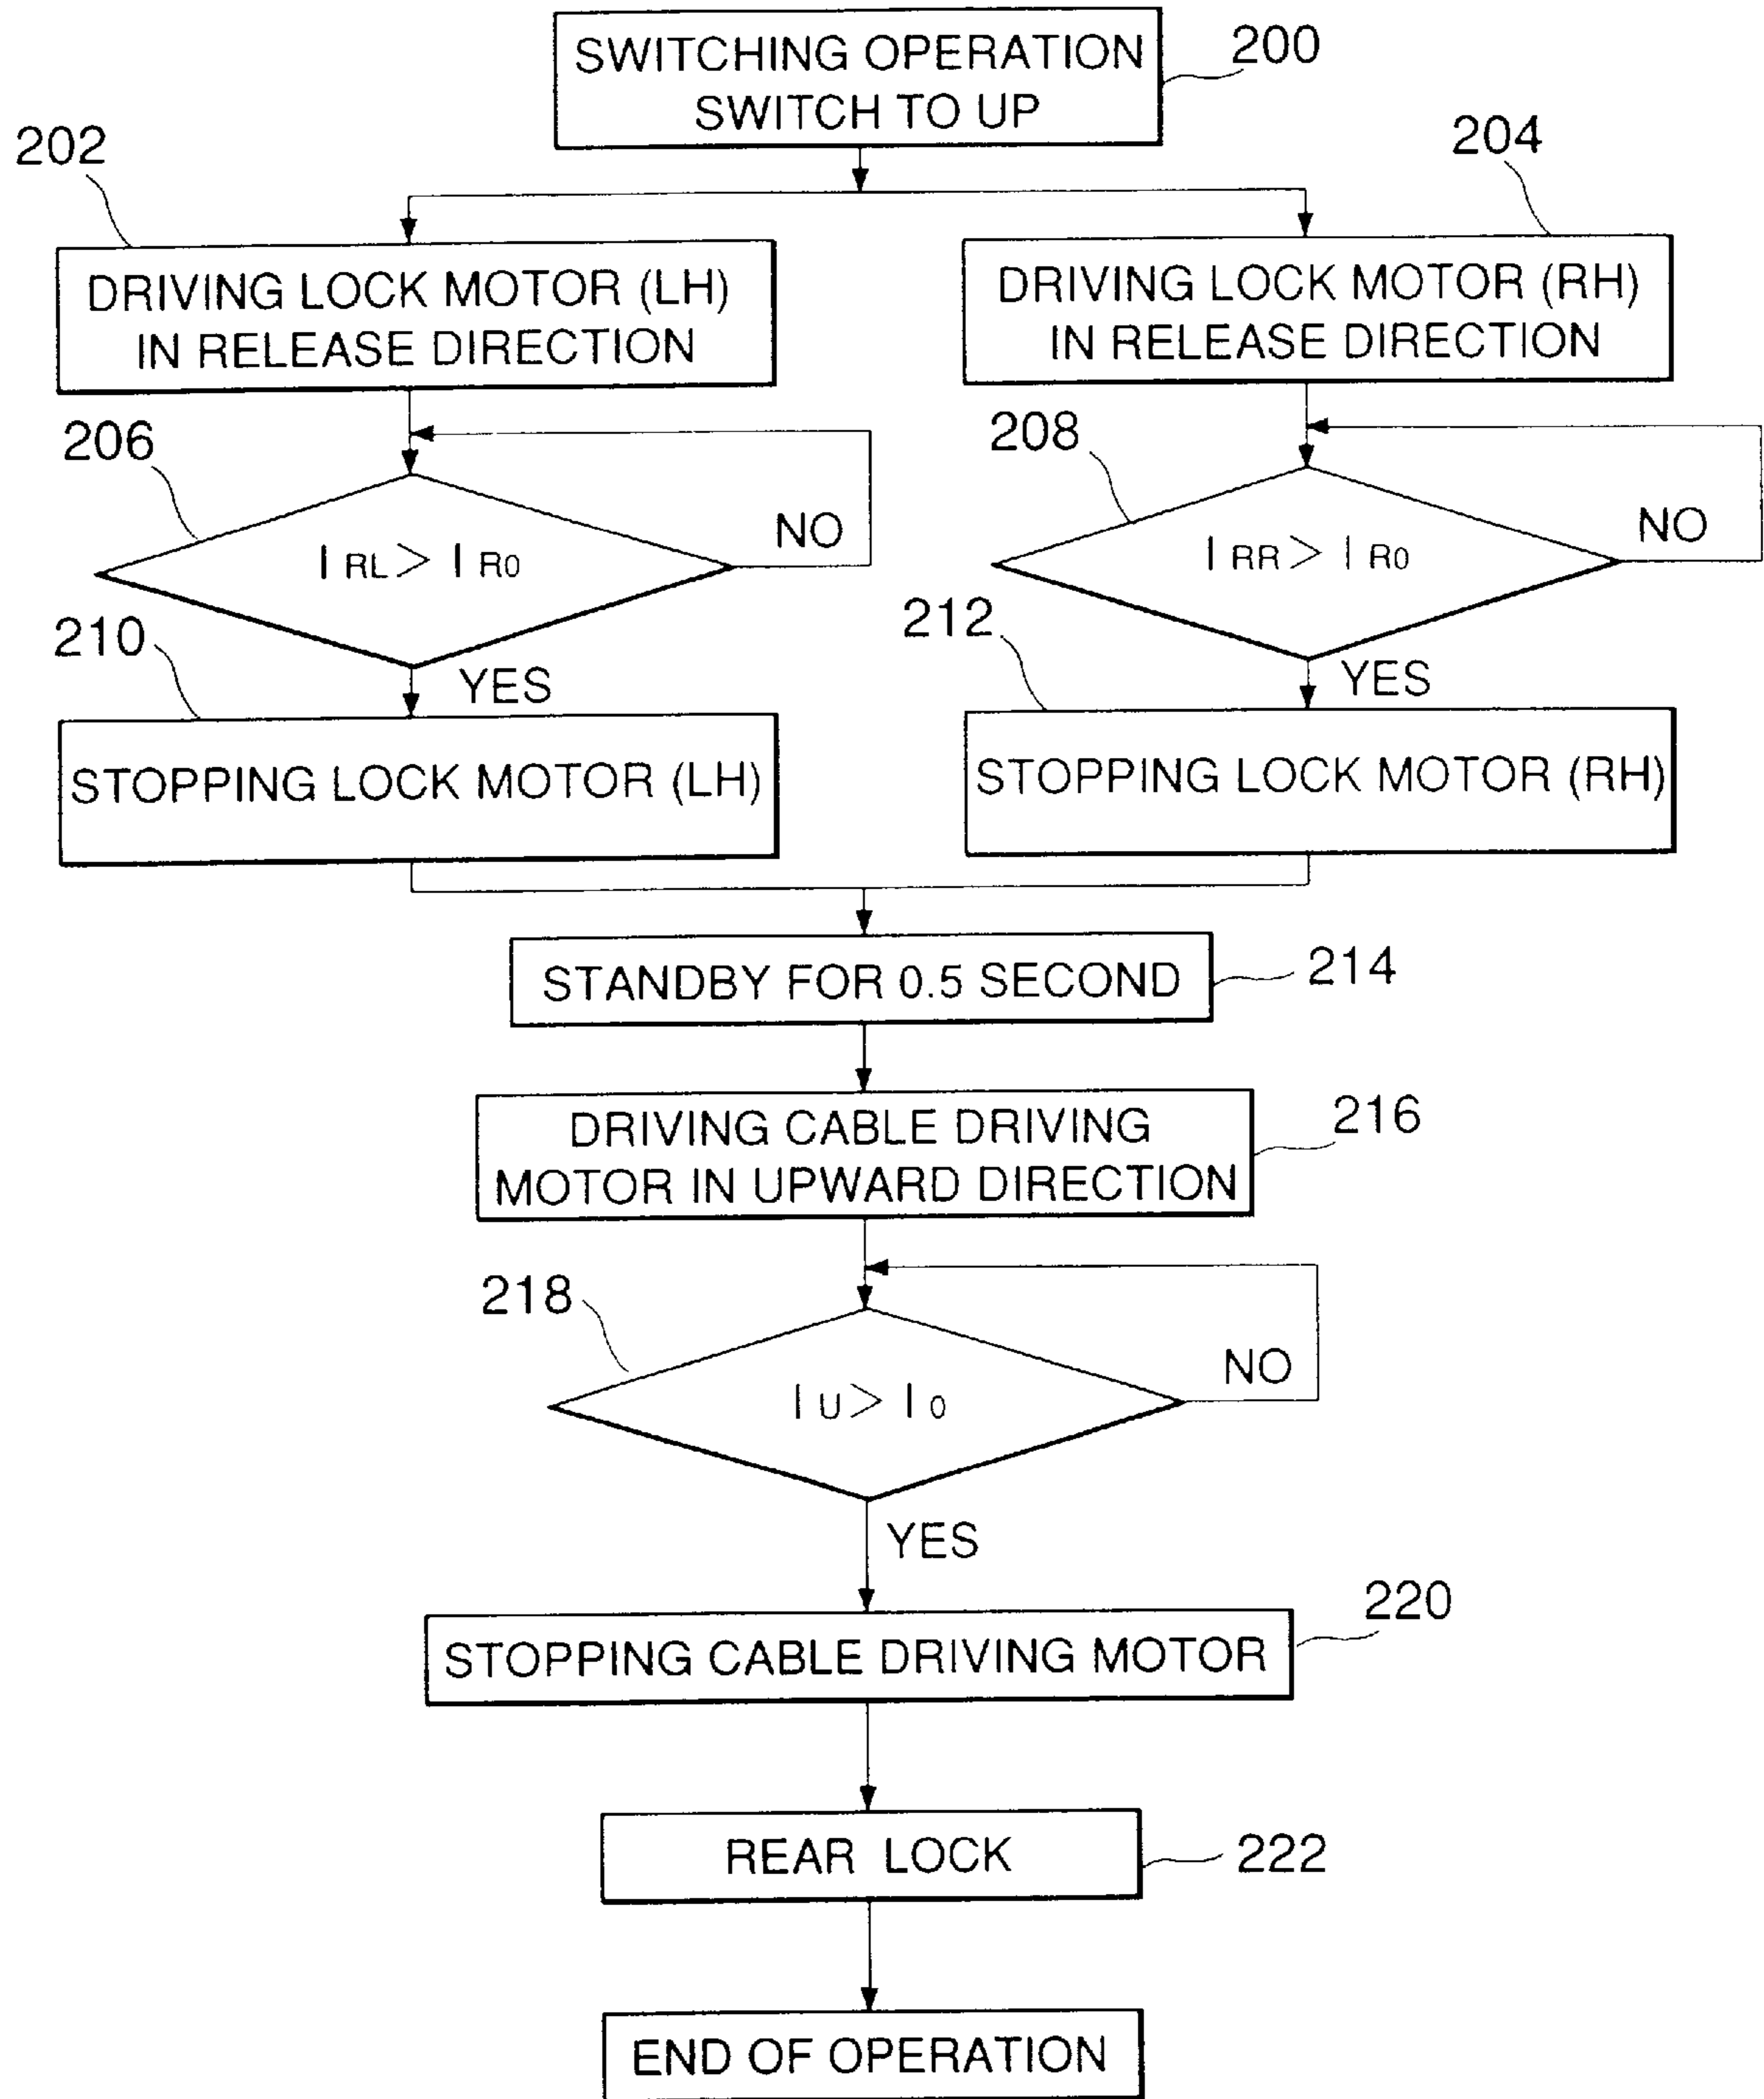 SWITCHING OPERATION
SWITCH TO UP
200
202
204
DRIVING LOCK MOTOR (LH)
IN RELEASE DIRECTION
DRIVING LOCK MOTOR (RH)
IN RELEASE DIRECTION
206
208
I RL > I R0
NO
I RR > I R0
NO
210
YES
212
YES
STOPPING LOCK MOTOR (LH)
STOPPING LOCK MOTOR (RH)
STANDBY FOR 0.5 SECOND
214
DRIVING CABLE DRIVING
MOTOR IN UPWARD DIRECTION
216
218
I U > I 0
NO
YES
STOPPING CABLE DRIVING MOTOR
220
REAR LOCK
222
END OF OPERATION